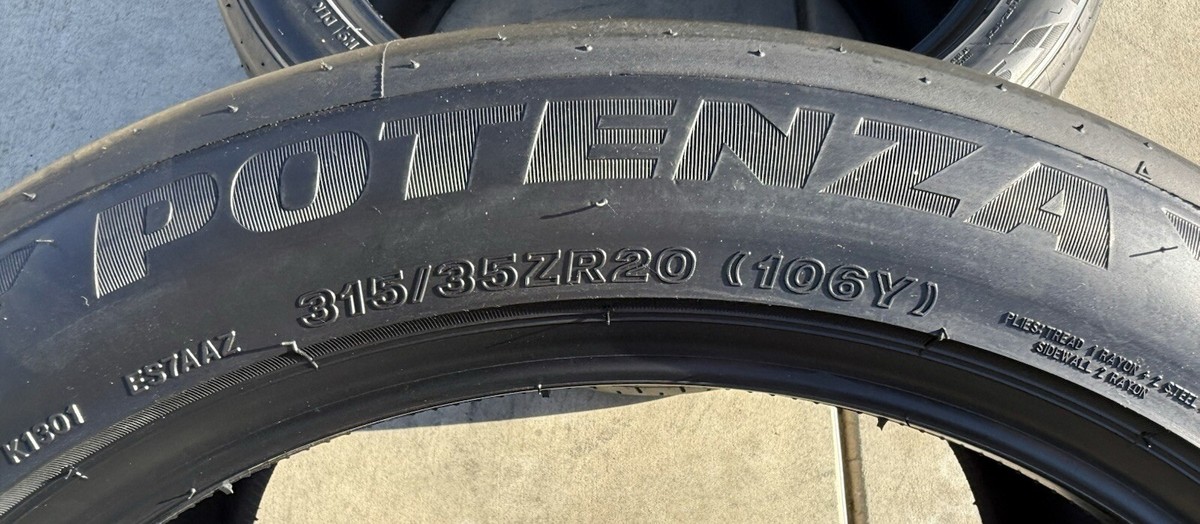 POTENZA
315/35ZR20 (106Y)
ES7AAZ
K1301
PLIES:TREAD 1 RAYON + 2 STEEL
SIDEWALL 2 RAYON